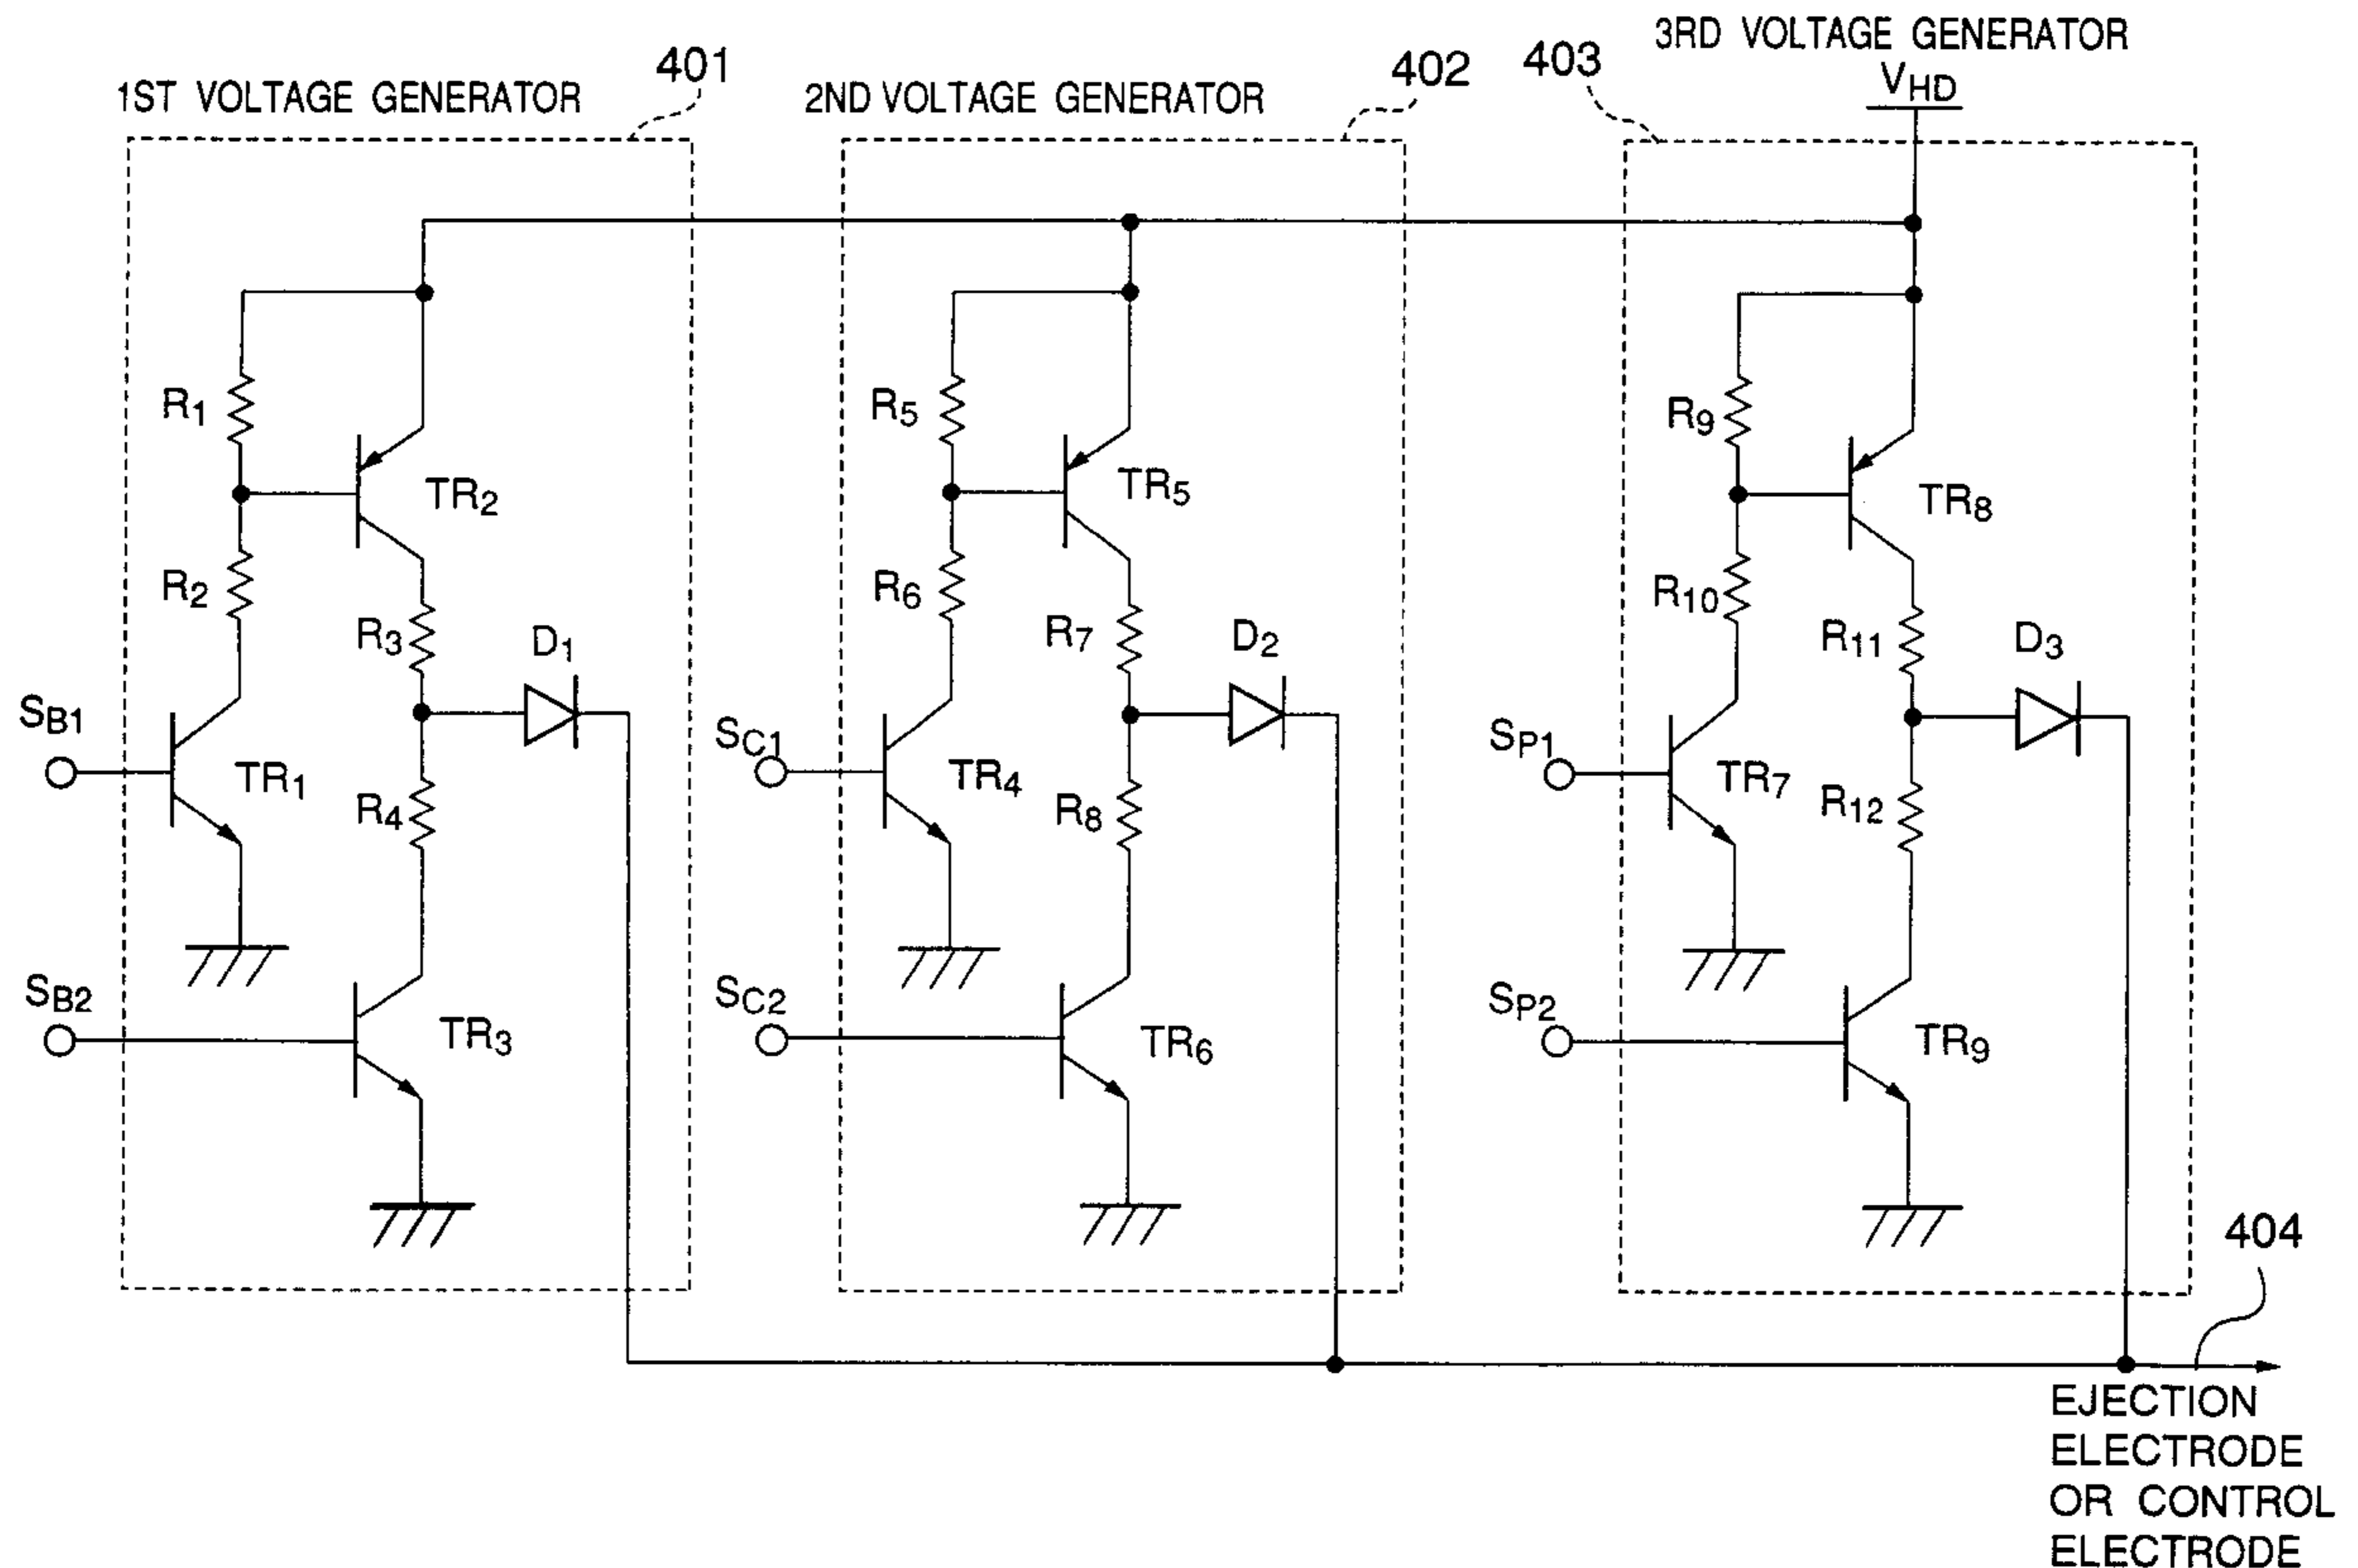 3RD VOLTAGE GENERATOR
401
402
403
VHD
1ST VOLTAGE GENERATOR
2ND VOLTAGE GENERATOR
R1
R5
R9
TR2
TR5
TR8
R2
R6
R10
R3
D1
R7
D2
R11
D3
SB1
SC1
SP1
TR1
TR4
TR7
R4
R8
R12
SB2
SC2
SP2
TR3
TR6
TR9
404
EJECTION
ELECTRODE
OR CONTROL
ELECTRODE